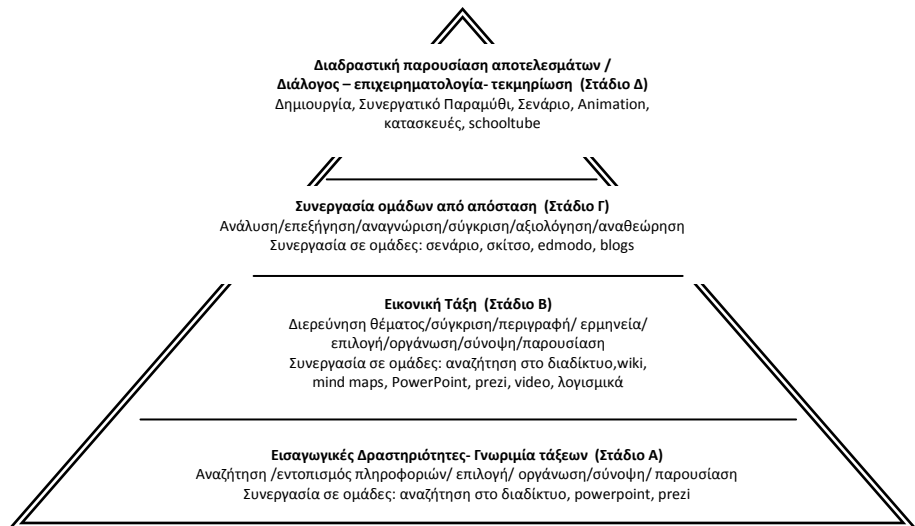 Διαδραστική παρουσίαση αποτελεσμάτων /
Διάλογος – επιχειρηματολογία- τεκμηρίωση (Στάδιο Δ)
Δημιουργία, Συνεργατικό Παραμύθι, Σενάριο, Animation,
κατασκευές, schooltube
Συνεργασία ομάδων από απόσταση (Στάδιο Γ)
Ανάλυση/επεξήγηση/αναγνώριση/σύγκριση/αξιολόγηση/αναθεώρηση
Συνεργασία σε ομάδες: σενάριο, σκίτσο, edmodo, blogs
Εικονική Τάξη (Στάδιο Β)
Διερεύνηση θέματος/σύγκριση/περιγραφή/ ερμηνεία/
επιλογή/οργάνωση/σύνοψη/παρουσίαση
Συνεργασία σε ομάδες: αναζήτηση στο διαδίκτυο,wiki,
mind maps, PowerPoint, prezi, video, λογισμικά
Εισαγωγικές Δραστηριότητες- Γνωριμία τάξεων (Στάδιο Α)
Αναζήτηση /εντοπισμός πληροφοριών/ επιλογή/ οργάνωση/σύνοψη/ παρουσίαση
Συνεργασία σε ομάδες: αναζήτηση στο διαδίκτυο, powerpoint, prezi